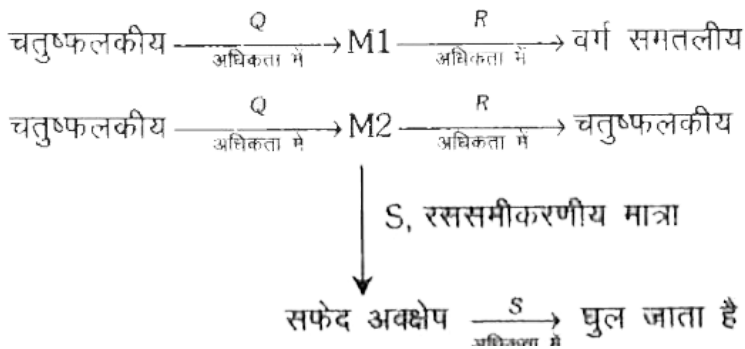 चतुष्फलकीय Q अधिकता में M1 R अधिकता में वर्ग समतलीय
चतुष्फलकीय Q अधिकता में M2 R अधिकता में चतुष्फलकीय
S, रससमीकरणीय मात्रा
सफेद अवक्षेप S अधिकता में घुल जाता है